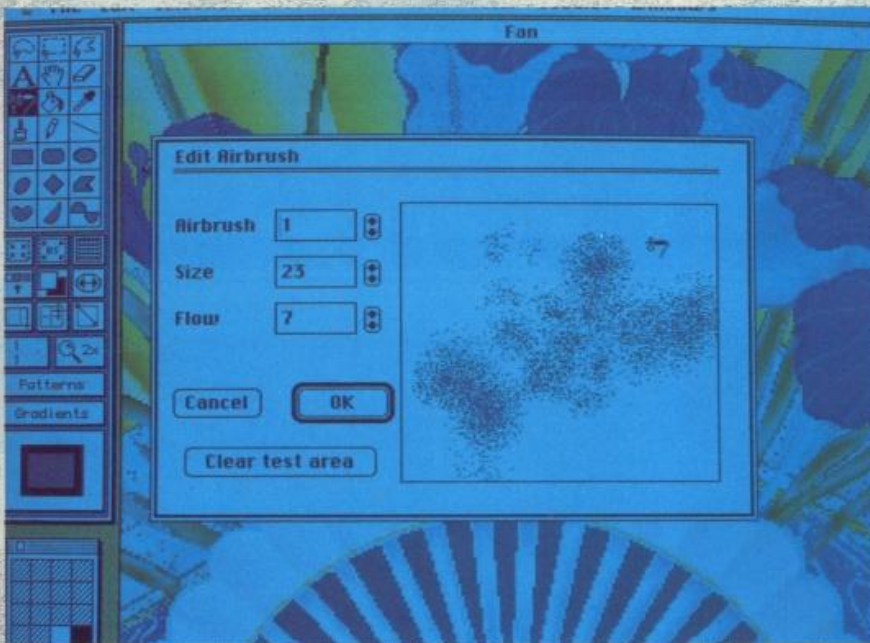 Fan
Edit Airbrush
Airbrush 1
Size 23
Flow 7
Cancel OK
Clear test area
A
2x
Patterns
Gradients